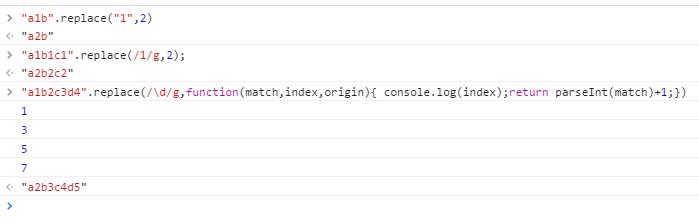 > "a1b".replace("1",2)
<· "a2b"
> "a1b1c1".replace(/1/g,2);
<· "a2b2c2"
> "a1b2c3d4".replace(/\d/g,function(match,index,origin){ console.log(index);return parseInt(match)+1;})
1
3
5
7
<· "a2b3c4d5"
>